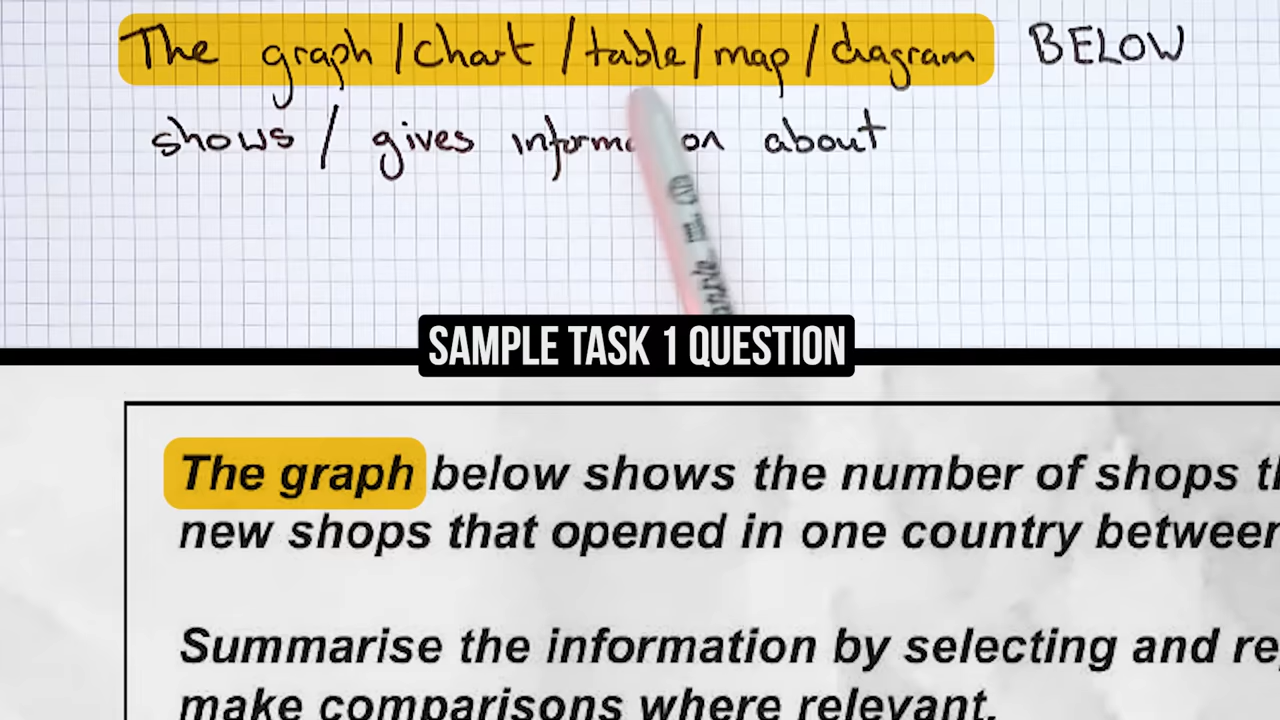 The graph / chart / table / map / diagram BELOW
shows / gives on about
SAMPLE TASK 1 QUESTION
The graph below shows the number of shops
new shops that opened in one country between
Summarise the information by selecting and
make comparisons where relevant.